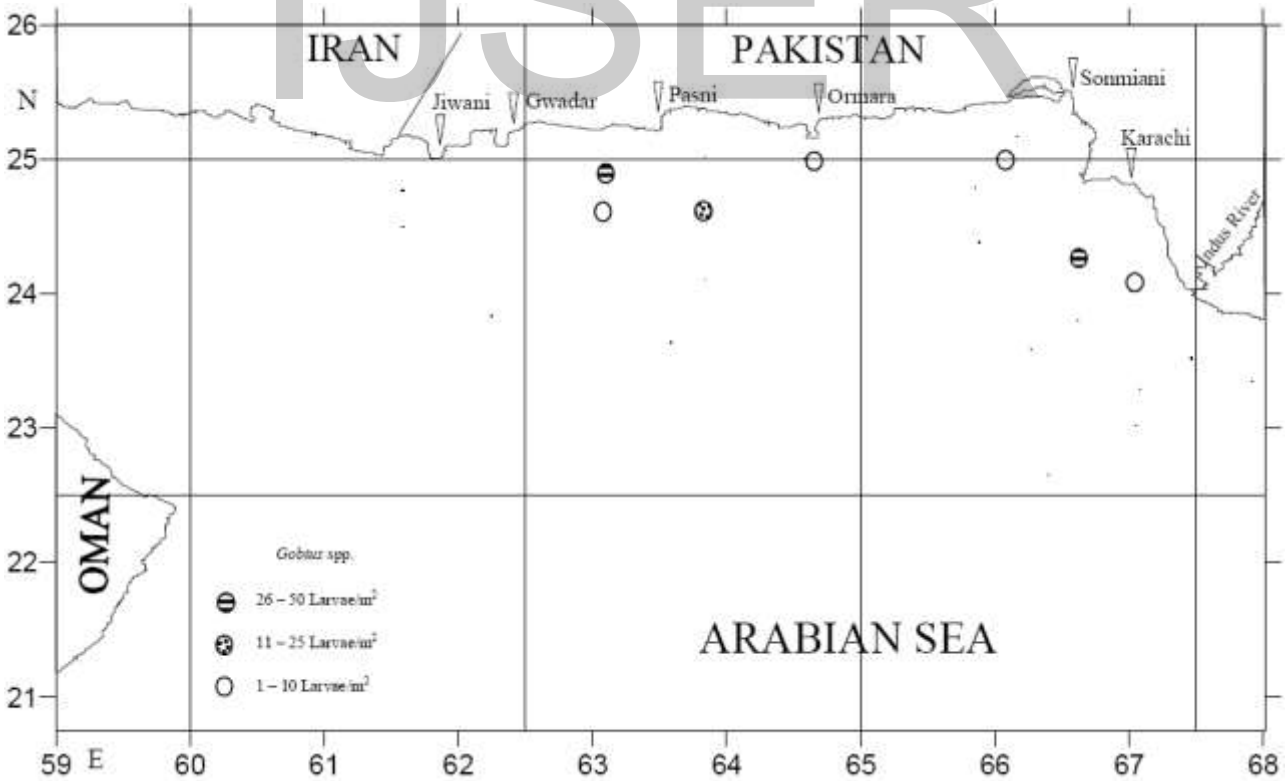 IJSER
26
IRAN
PAKISTAN
N
Jiwani
Gwadar
Pasni
Ormara
Sonmiani
Karachi
25
Indus River
24
23
OMAN
22
Gobius spp.
26 – 50 Larvae/m²
11 – 25 Larvae/m²
1 – 10 Larvae/m²
ARABIAN SEA
21
59 E 60 61 62 63 64 65 66 67 68